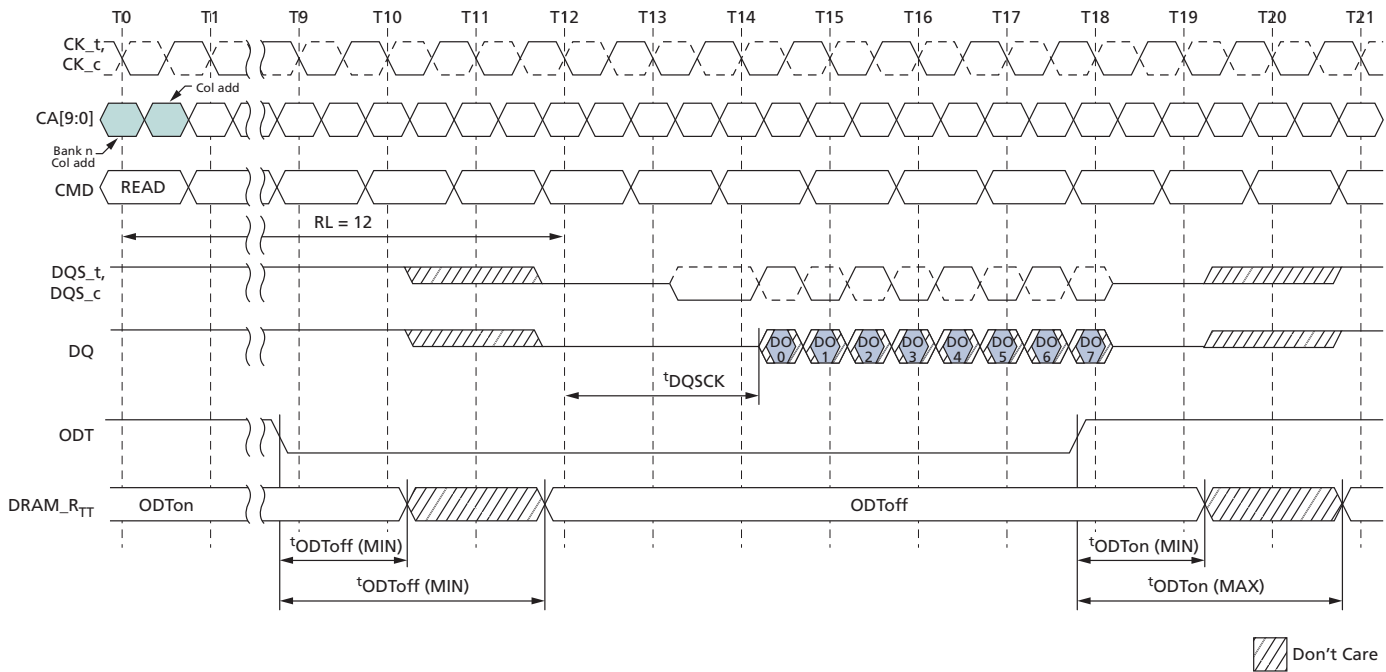 T0 T1 T9 T10 T11 T12 T13 T14 T15 T16 T17 T18 T19 T20 T21
CK_t,
CK_c
Col add
CA[9:0]
Bank n
Col add
CMD READ
RL = 12
DQS_t,
DQS_c
DQ
DO 0 DO 1 DO 2 DO 3 DO 4 DO 5 DO 6 DO 7
tDQSCK
ODT
DRAM_RTT ODTon ODToff
tODToff (MIN) tODTon (MIN)
tODToff (MIN) tODTon (MAX)
Don't Care